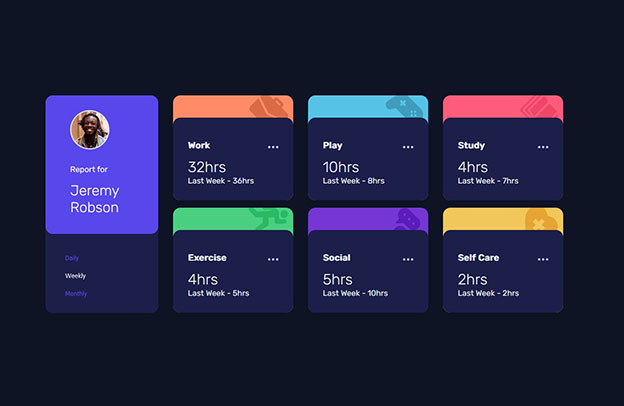 Report for
Jeremy
Robson
Daily
Weekly
Monthly
Work
32hrs
Last Week - 36hrs
Play
10hrs
Last Week - 8hrs
Study
4hrs
Last Week - 7hrs
Exercise
4hrs
Last Week - 5hrs
Social
5hrs
Last Week - 10hrs
Self Care
2hrs
Last Week - 2hrs